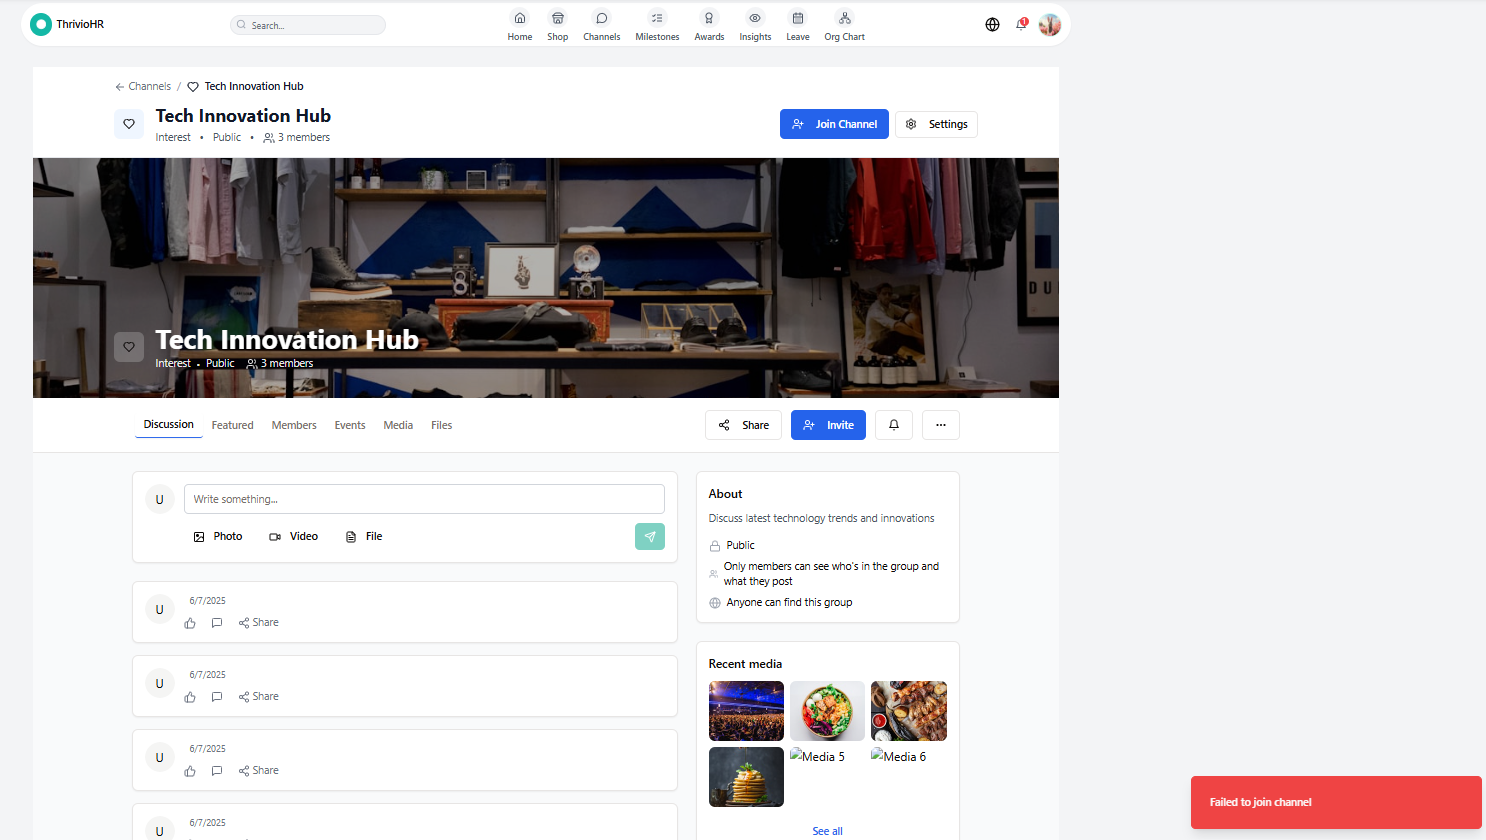 ThrivioHR
Search...
Home
Shop
Channels
Milestones
Awards
Insights
Leave
Org Chart
1
Channels / Tech Innovation Hub
Tech Innovation Hub
Interest • Public • 3 members
Join Channel
Settings
DU
Tech Innovation Hub
Interest • Public 3 members
Discussion
Featured
Members
Events
Media
Files
Share
Invite
U
Write something...
Photo
Video
File
U
6/7/2025
Share
U
6/7/2025
Share
U
6/7/2025
Share
U
6/7/2025
About
Discuss latest technology trends and innovations
Public
Only members can see who's in the group and
what they post
Anyone can find this group
Recent media
Media 5
Media 6
See all
Failed to join channel